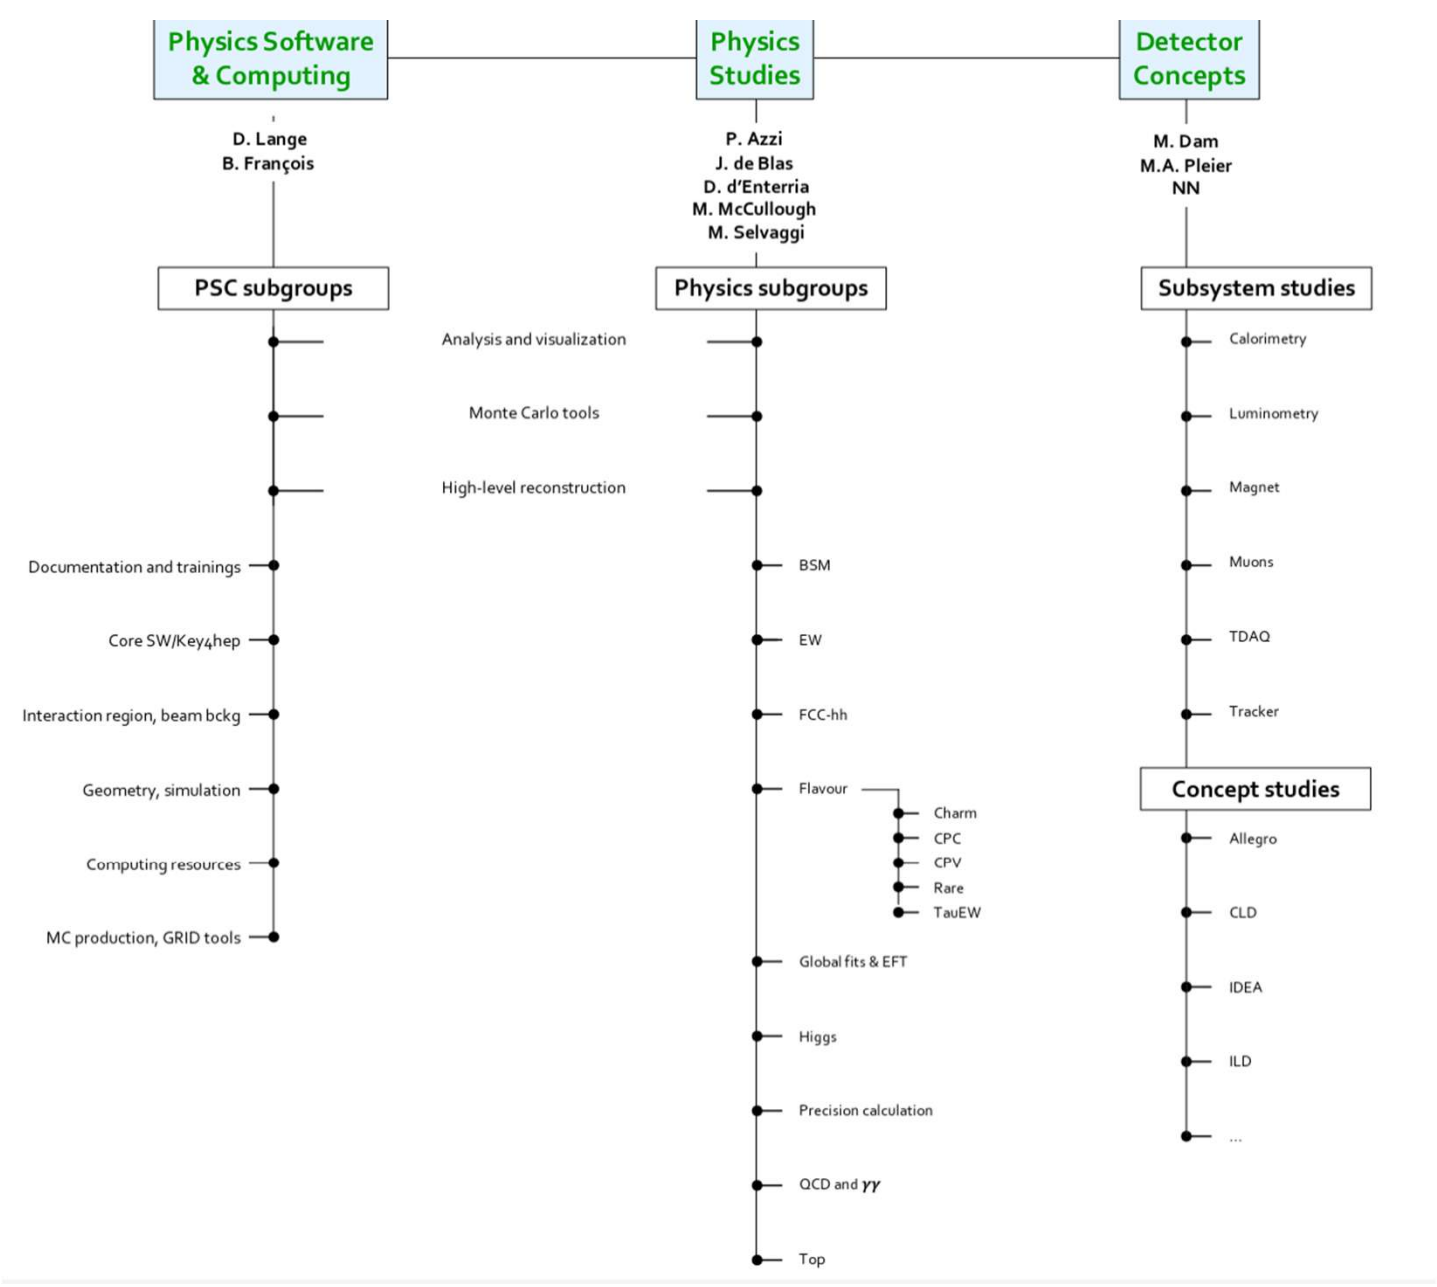 Physics Software
& Computing
D. Lange
B. François
PSC subgroups
Physics
Studies
P. Azzi
J. de Blas
D. d’Enterria
M. McCullough
M. Selvaggi
Physics subgroups
Detector
Concepts
M. Dam
M.A. Pleier
NN
Subsystem studies
Analysis and visualization
Monte Carlo tools
High-level reconstruction
Documentation and trainings
Core SW/Key4hep
Interaction region, beam bckg
Geometry, simulation
Computing resources
MC production, GRID tools
BSM
EW
FCC-hh
Flavour
Charm
CPC
CPV
Rare
TauEW
Global fits & EFT
Higgs
Precision calculation
QCD and γγ
Top
Calorimetry
Luminometry
Magnet
Muons
TDAQ
Tracker
Concept studies
Allegro
CLD
IDEA
ILD
...